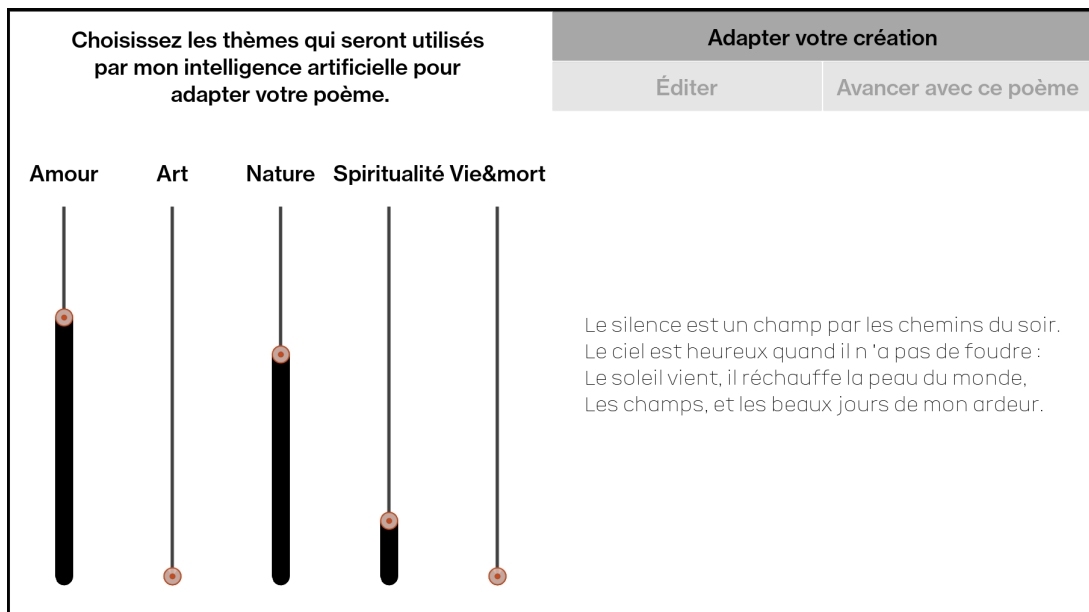 Choisissez les thèmes qui seront utilisés
par mon intelligence artificielle pour
adapter votre poème.
Adapter votre création
Éditer
Avancer avec ce poème
Amour Art Nature Spiritualité Vie&mort
Le silence est un champ par les chemins du soir.
Le ciel est heureux quand il n 'a pas de foudre :
Le soleil vient, il réchauffe la peau du monde,
Les champs, et les beaux jours de mon ardeur.